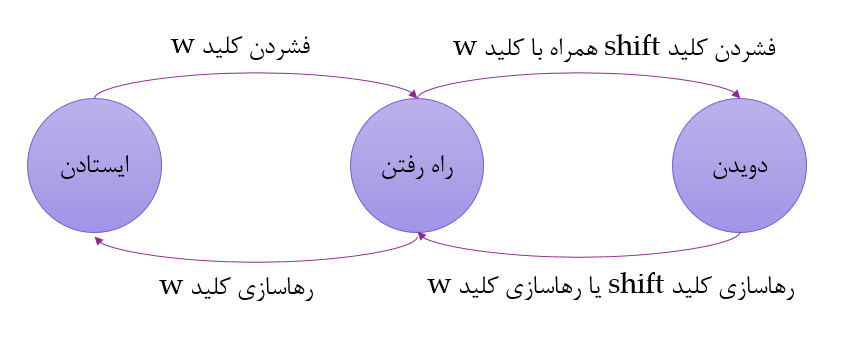 فشردن کلید w
فشردن کلید shift همراه با کلید w
ایستادن
راه رفتن
دویدن
رهاسازی کلید w
رهاسازی کلید shift یا رهاسازی کلید w